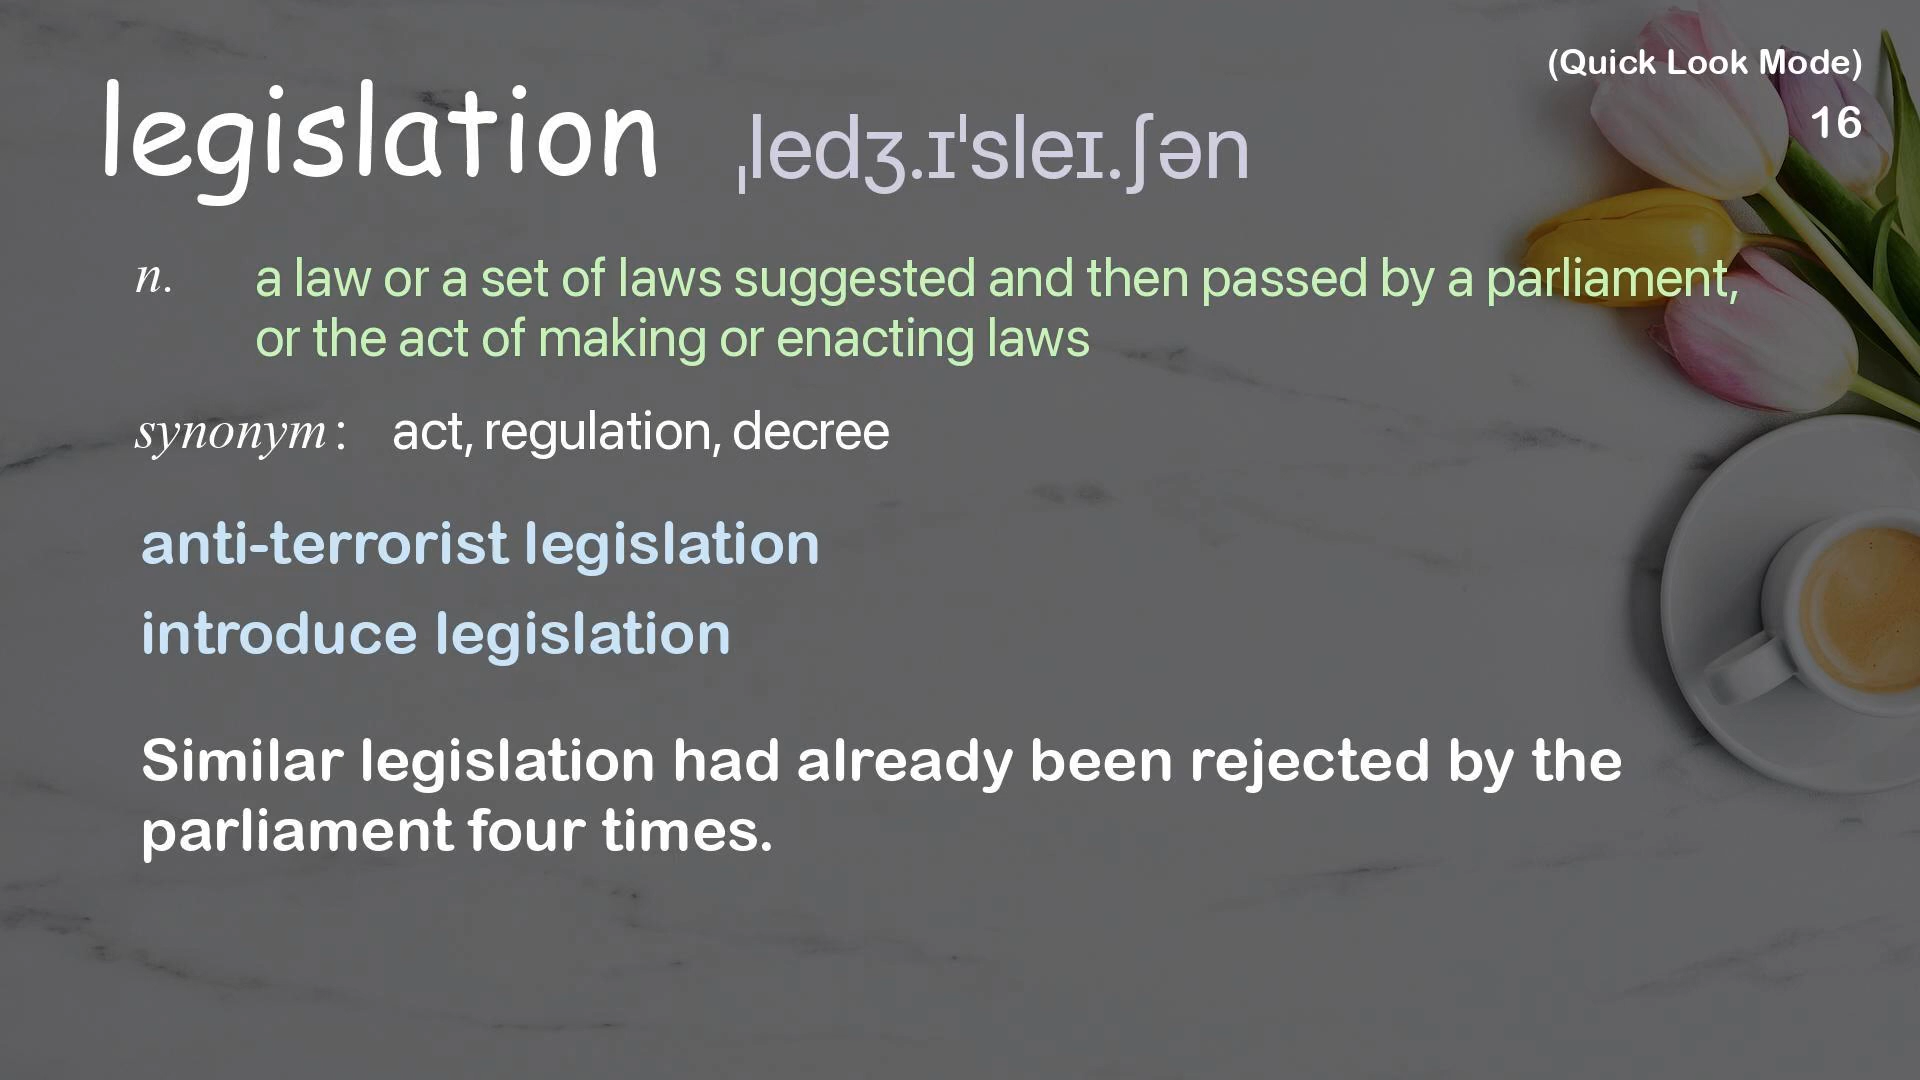 (Quick Look Mode)
16
legislation ˌledʒ.ɪˈsleɪ.ʃən
n. a law or a set of laws suggested and then passed by a parliament,
or the act of making or enacting laws
synonym: act, regulation, decree
anti-terrorist legislation
introduce legislation
Similar legislation had already been rejected by the
parliament four times.